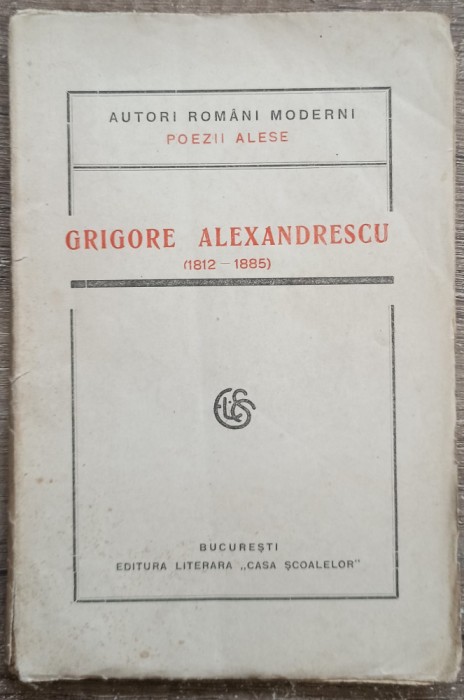 AUTORI ROMÂNI MODERNI
POEZII ALESE
GRIGORE ALEXANDRESCU
(1812 – 1885)
BUCUREŞTI
EDITURA LITERARA „CASA ŞCOALELOR"